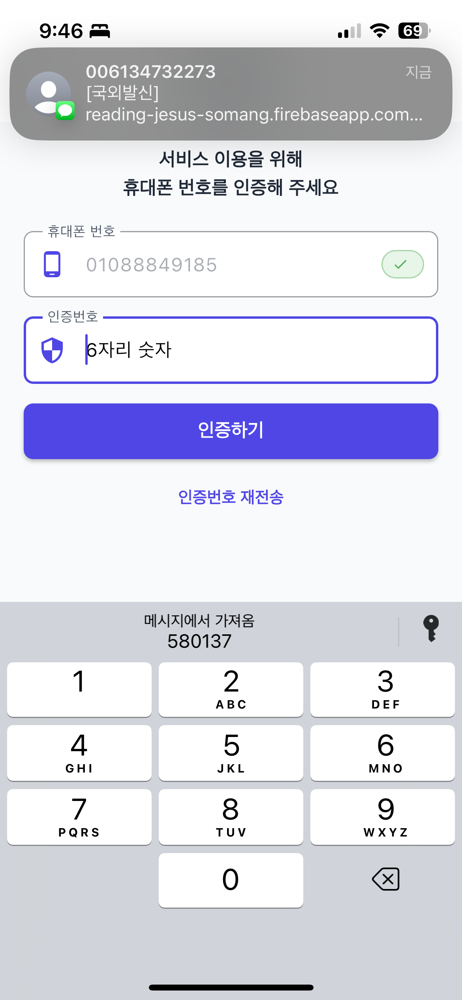 9:46
69
006134732273
지금
[국외발신]
reading-jesus-somang.firebaseapp.com...
서비스 이용을 위해
휴대폰 번호를 인증해 주세요
휴대폰 번호
01088849185
인증번호
6자리 숫자
인증하기
인증번호 재전송
메시지에서 가져옴
580137
1
2
ABC
3
DEF
4
GHI
5
JKL
6
MNO
7
PQRS
8
TUV
9
WXYZ
0